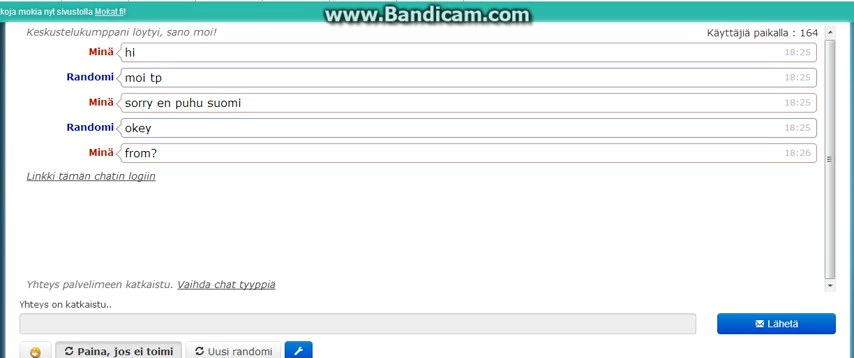 www.Bandicam.com
koja mokia nyt sivustolla Mokat.fi!
Keskustelukumppani löytyi, sano moi!
Käyttäjiä paikalla : 164
Minä hi 18:25
Randomi moi tp 18:25
Minä sorry en puhu suomi 18:25
Randomi okey 18:25
Minä from? 18:26
Linkki tämän chatin logiin
Yhteys palvelimeen katkaistu. Vaihda chat tyyppiä
Yhteys on katkaistu..
Lähetä
Paina, jos ei toimi
Uusi randomi